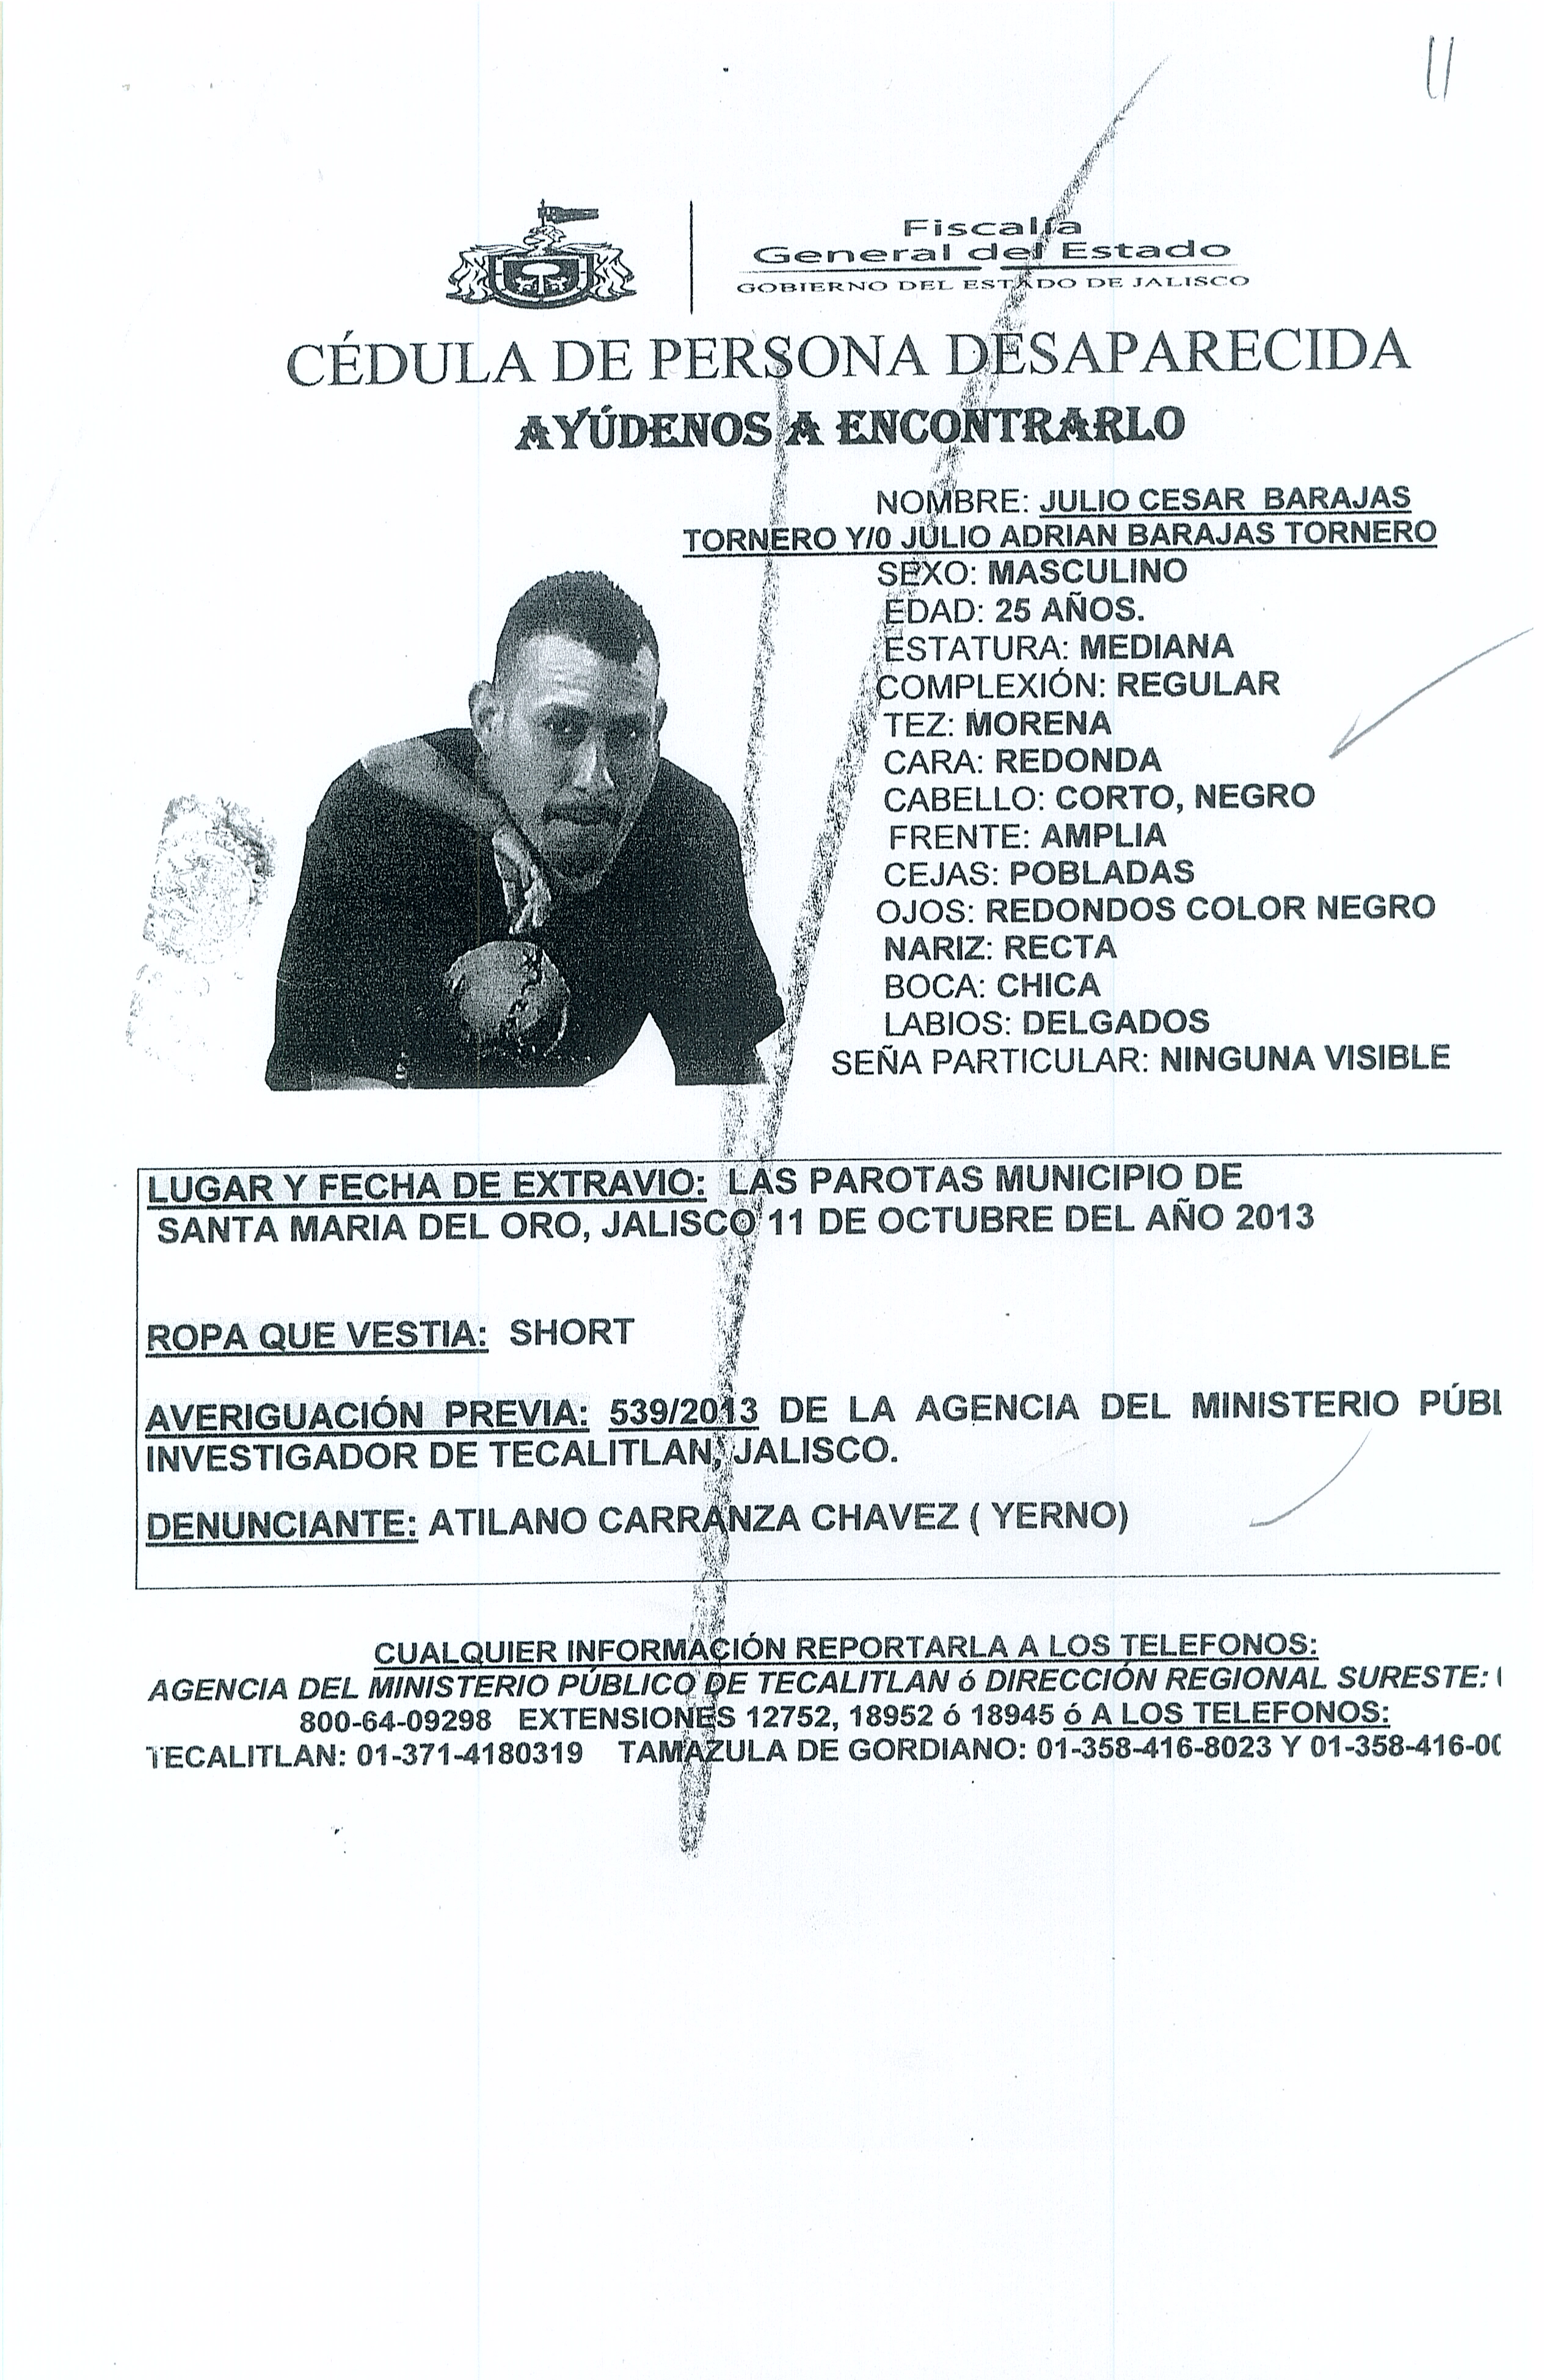 11
Fiscalía
General del Estado
GOBIERNO DEL ESTADO DE JALISCO
CÉDULA DE PERSONA DESAPARECIDA
AYÚDENOS A ENCONTRARLO
NOMBRE: JULIO CESAR BARAJAS
TORNERO Y/0 JULIO ADRIAN BARAJAS TORNERO
SEXO: MASCULINO
EDAD: 25 AÑOS.
ESTATURA: MEDIANA
COMPLEXIÓN: REGULAR
TEZ: MORENA
CARA: REDONDA
CABELLO: CORTO, NEGRO
FRENTE: AMPLIA
CEJAS: POBLADAS
OJOS: REDONDOS COLOR NEGRO
NARIZ: RECTA
BOCA: CHICA
LABIOS: DELGADOS
SEÑA PARTICULAR: NINGUNA VISIBLE
LUGAR Y FECHA DE EXTRAVIO: LAS PAROTAS MUNICIPIO DE
SANTA MARIA DEL ORO, JALISCO 11 DE OCTUBRE DEL AÑO 2013
ROPA QUE VESTIA: SHORT
AVERIGUACIÓN PREVIA: 539/2013 DE LA AGENCIA DEL MINISTERIO PÚBL
INVESTIGADOR DE TECALITLAN, JALISCO.
DENUNCIANTE: ATILANO CARRANZA CHAVEZ ( YERNO)
CUALQUIER INFORMACIÓN REPORTARLA A LOS TELEFONOS:
AGENCIA DEL MINISTERIO PÚBLICO DE TECALITLAN ó DIRECCIÓN REGIONAL SURESTE:
800-64-09298 EXTENSIONES 12752, 18952 ó 18945 ó A LOS TELEFONOS:
TECALITLAN: 01-371-4180319 TAMAZULA DE GORDIANO: 01-358-416-8023 Y 01-358-416-00